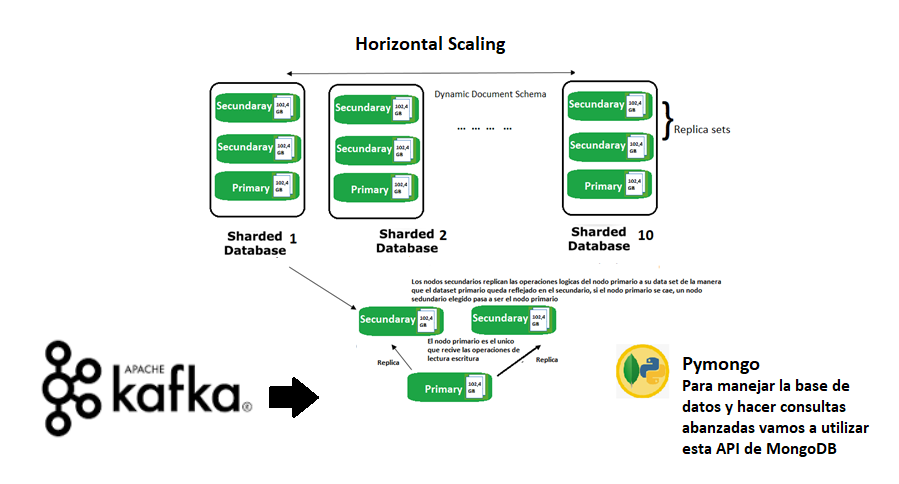 Horizontal Scaling
Dynamic Document Schema
Secundaray
102,4
GB
Secundaray
102,4
GB
Primary
102,4
GB
Secundaray
102,4
GB
Secundaray
102,4
GB
Primary
102,4
GB
... ... ... ...
Secundaray
102,4
GB
Secundaray
102,4
GB
Primary
102,4
GB
Replica sets
Sharded 1
Database
Sharded 2
Database
Sharded 10
Database
Los nodos secundarios replican las operaciones logicas del nodo primario a su data set de la manera
que el dataset primario queda reflejado en el secundario, si el nodo primario se cae, un nodo
sedundario elegido pasa a ser el nodo primario
Secundaray
102,4
GB
Secundaray
102,4
GB
El nodo primario es el unico
que recive las operaciones de
lectura escritura
Replica
Replica
Primary
102,4
GB
APACHE
kafka®
Pymongo
Para manejar la base de
datos y hacer consultas
abanzadas vamos a utilizar
esta API de MongoDB